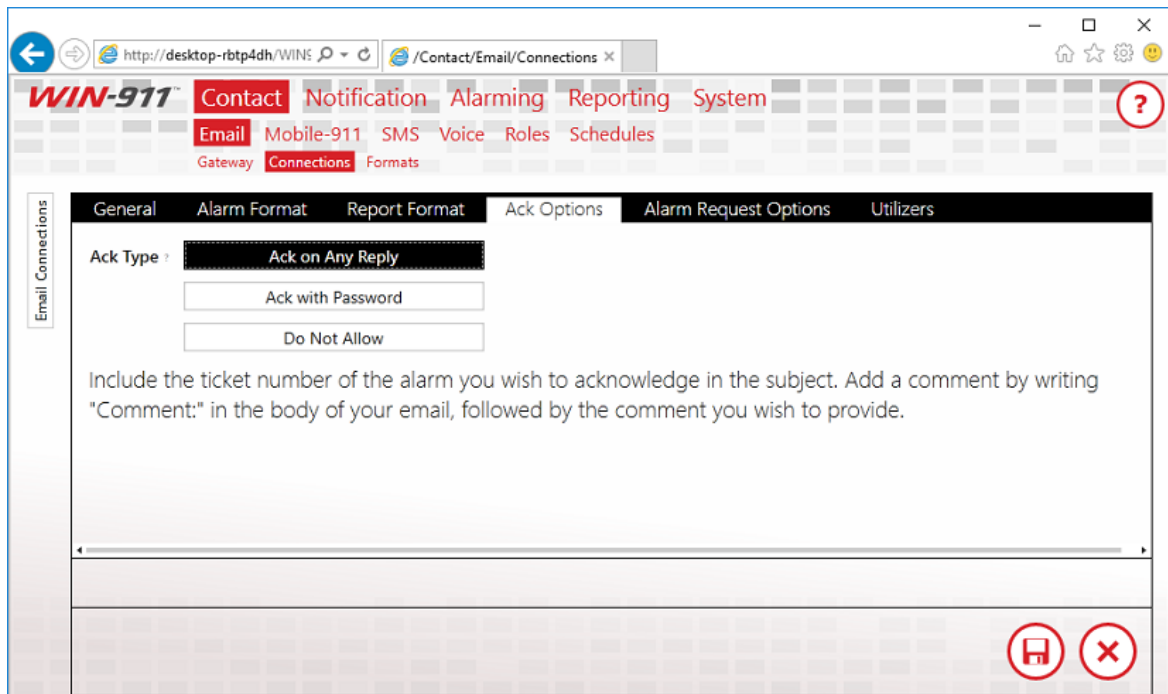 http://desktop-rbtp4dh/WINS
/Contact/Email/Connections
WIN-911™ Contact Notification Alarming Reporting System
?
Email Mobile-911 SMS Voice Roles Schedules
Gateway Connections Formats
Email Connections
General Alarm Format Report Format Ack Options Alarm Request Options Utilizers
Ack Type ? Ack on Any Reply
Ack with Password
Do Not Allow
Include the ticket number of the alarm you wish to acknowledge in the subject. Add a comment by writing
"Comment:" in the body of your email, followed by the comment you wish to provide.